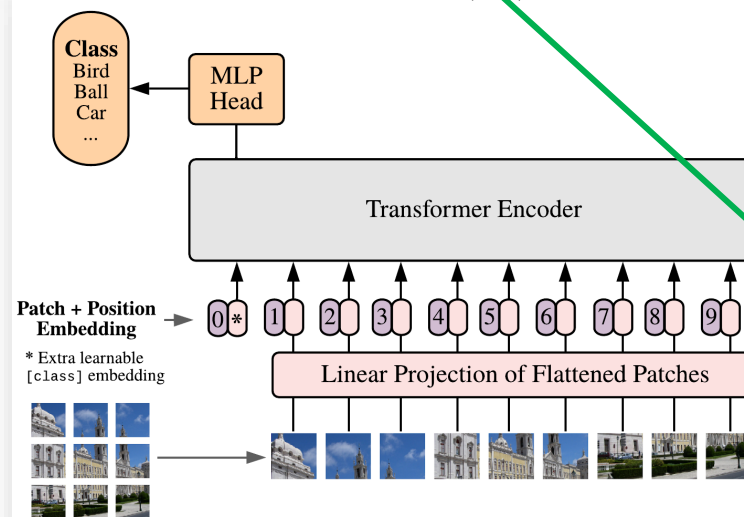 Class
Bird
Ball
Car
...
MLP
Head
Transformer Encoder
Patch + Position
Embedding
0 * 1 2 3 4 5 6 7 8 9
* Extra learnable
[class] embedding
Linear Projection of Flattened Patches